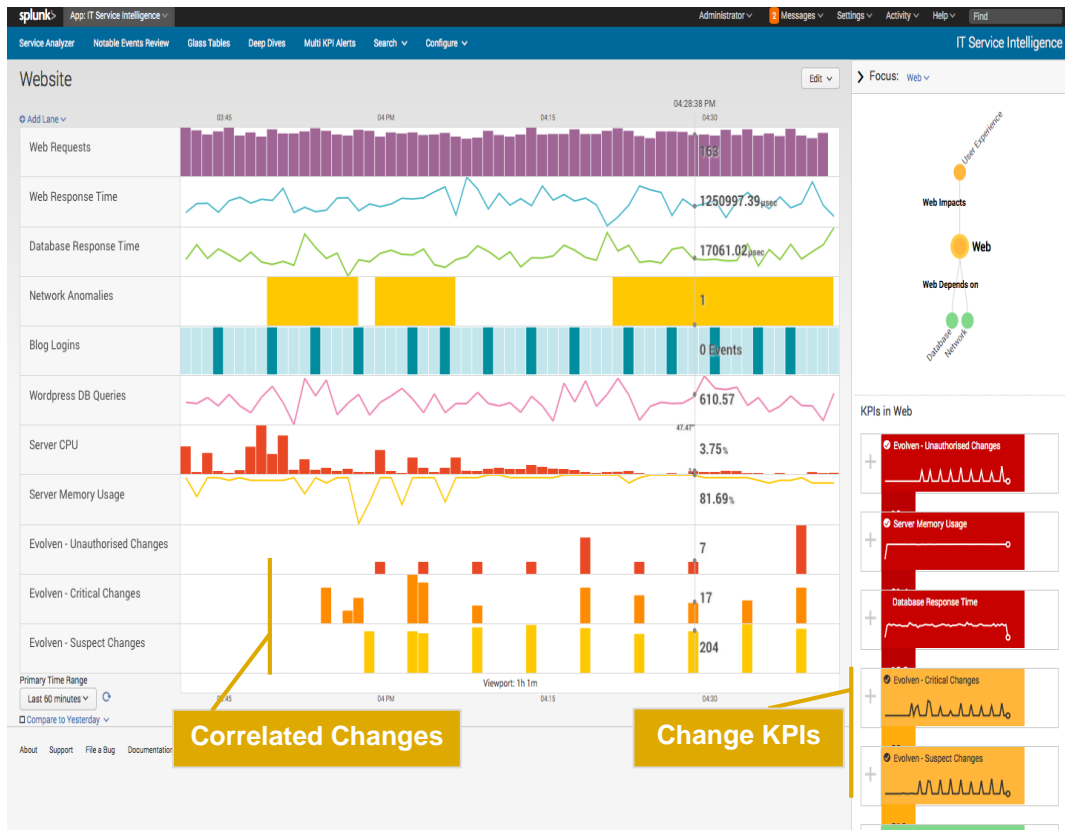 splunk> App: IT Service Intelligence Administrator 2 Messages Settings Activity Help Find
Service Analyzer Notable Events Review Glass Tables Deep Dives Multi KPI Alerts Search Configure IT Service Intelligence
Website Edit
Focus: Web
04:28:38 PM
Add Lane 03:45 04 PM 04:15 04:30
Web Requests 163
Web Response Time 1250997.39µsec
Database Response Time 17061.02µsec
Network Anomalies 1
Blog Logins 0 Events
Wordpress DB Queries 610.57
47.47
Server CPU 3.75%
Server Memory Usage 81.69%
Evolven - Unauthorised Changes 7
Evolven - Critical Changes 17
Evolven - Suspect Changes 204
Primary Time Range Viewport: 1h 1m
Last 60 minutes 04 PM 04:15 04:30
Compare to Yesterday
Correlated Changes
Change KPIs
About Support File a Bug Documentation
User Experience
Web Impacts
Web
Web Depends on
Database
Network
KPIs in Web
Evolven - Unauthorised Changes
Server Memory Usage
Database Response Time
Evolven - Critical Changes
Evolven - Suspect Changes